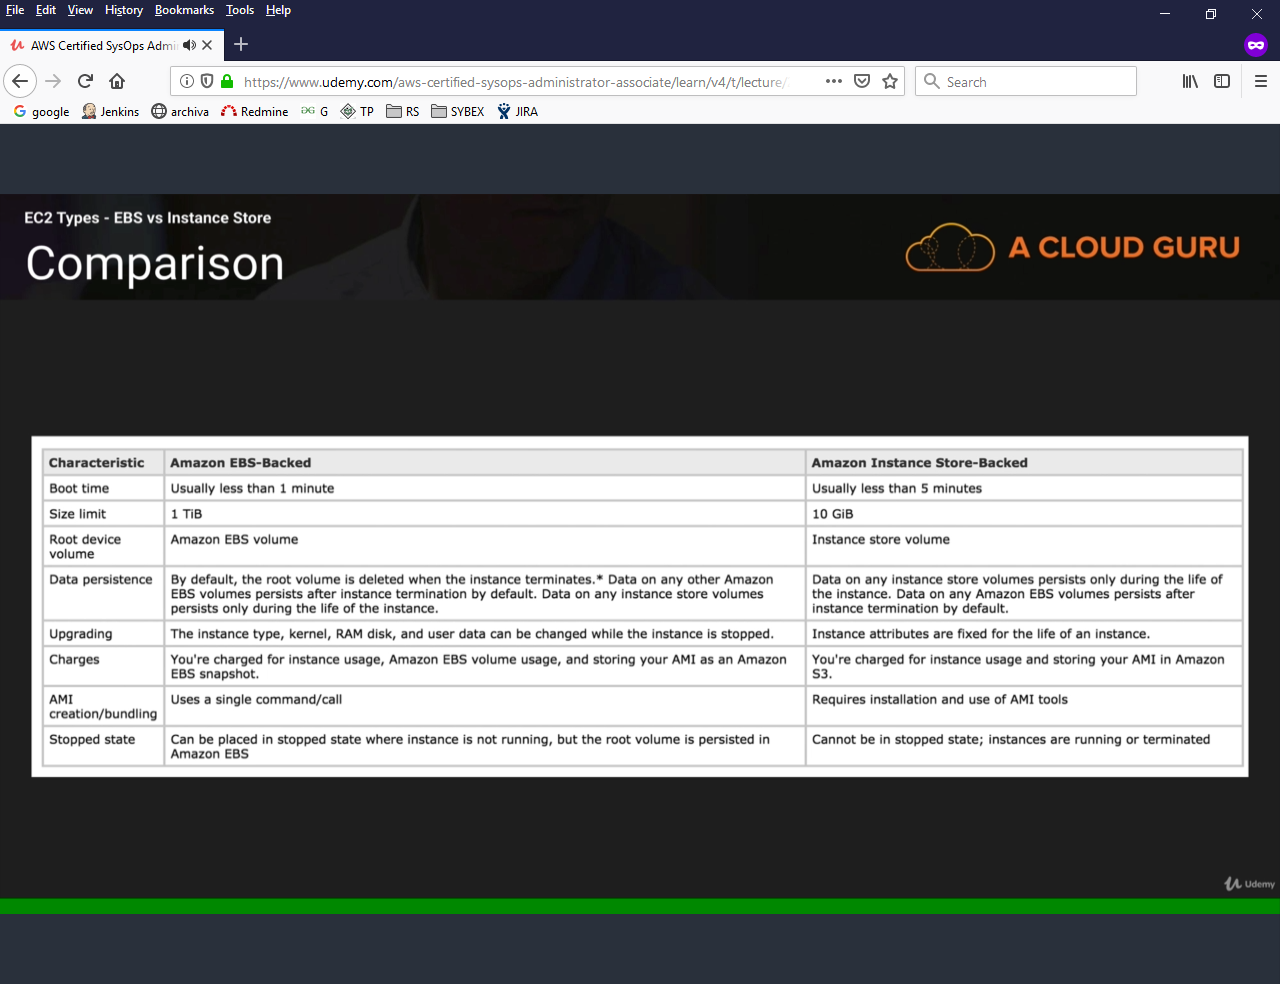 File Edit View History Bookmarks Tools Help
AWS Certified SysOps Admi
https://www.udemy.com/aws-certified-sysops-administrator-associate/learn/v4/t/lecture/
Search
google Jenkins archiva Redmine G TP RS SYBEX JIRA
EC2 Types - EBS vs Instance Store
Comparison
A CLOUD GURU
Characteristic Amazon EBS-Backed Amazon Instance Store-Backed
Boot time Usually less than 1 minute Usually less than 5 minutes
Size limit 1 TiB 10 GiB
Root device Amazon EBS volume Instance store volume
volume
Data persistence By default, the root volume is deleted when the instance terminates.* Data on any other Amazon Data on any instance store volumes persists only during the life of
EBS volumes persists after instance termination by default. Data on any instance store volumes the instance. Data on any Amazon EBS volumes persists after
persists only during the life of the instance. instance termination by default.
Upgrading The instance type, kernel, RAM disk, and user data can be changed while the instance is stopped. Instance attributes are fixed for the life of an instance.
Charges You're charged for instance usage, Amazon EBS volume usage, and storing your AMI as an Amazon You're charged for instance usage and storing your AMI in Amazon
EBS snapshot. S3.
AMI Uses a single command/call Requires installation and use of AMI tools
creation/bundling
Stopped state Can be placed in stopped state where instance is not running, but the root volume is persisted in Cannot be in stopped state; instances are running or terminated
Amazon EBS
Udemy